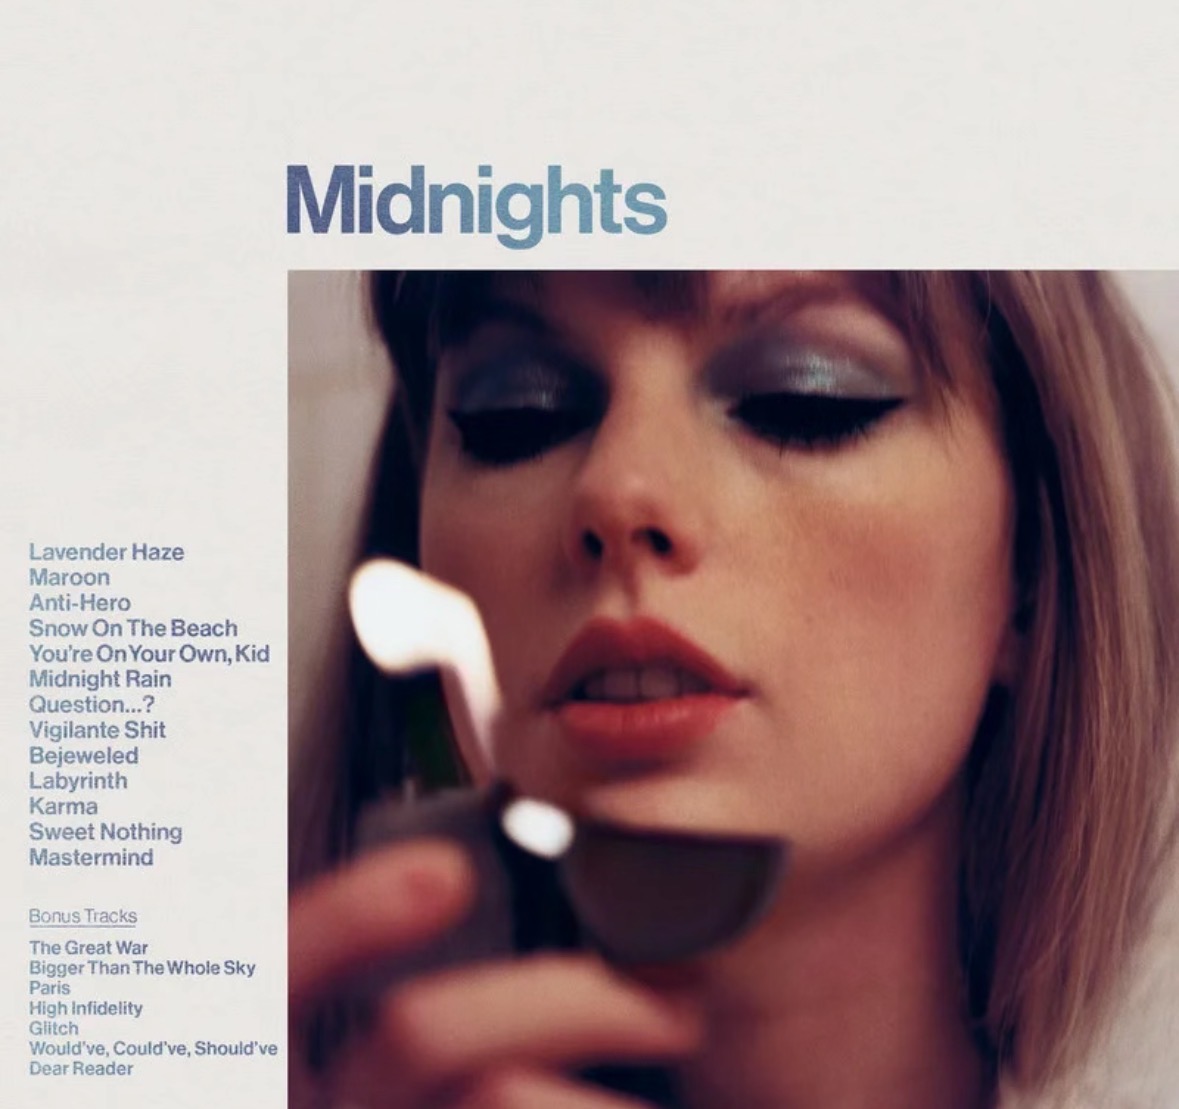 Midnights
Lavender Haze
Maroon
Anti-Hero
Snow On The Beach
You're On Your Own, Kid
Midnight Rain
Question...?
Vigilante Shit
Bejeweled
Labyrinth
Karma
Sweet Nothing
Mastermind
Bonus Tracks
The Great War
Bigger Than The Whole Sky
Paris
High Infidelity
Glitch
Would've, Could've, Should've
Dear Reader